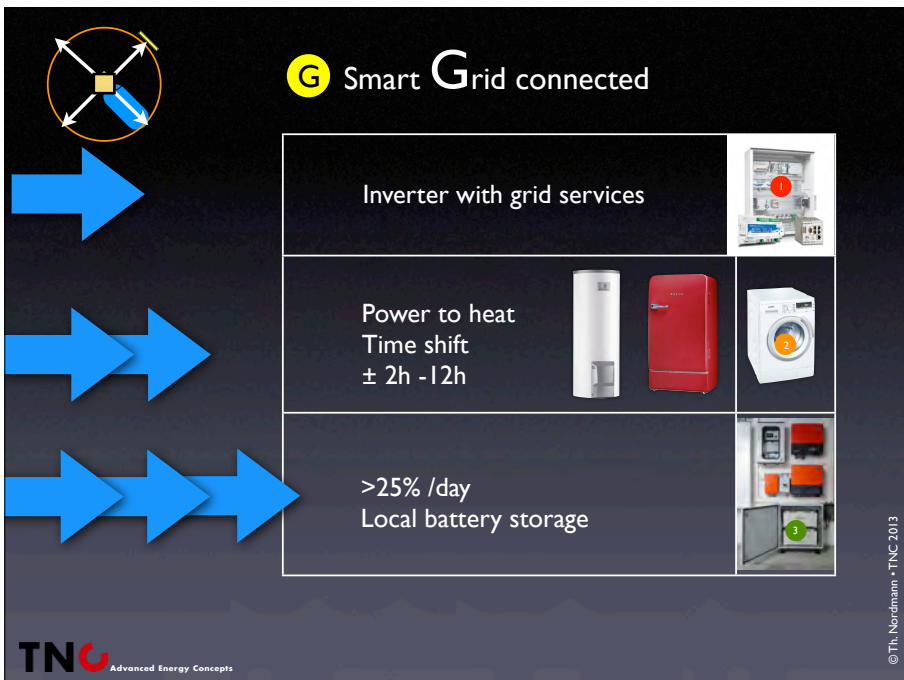 G Smart Grid connected
Inverter with grid services
1
Power to heat
Time shift
± 2h -12h
2
>25% /day
Local battery storage
3
© Th. Nordmann • TNC 2013
TNC Advanced Energy Concepts